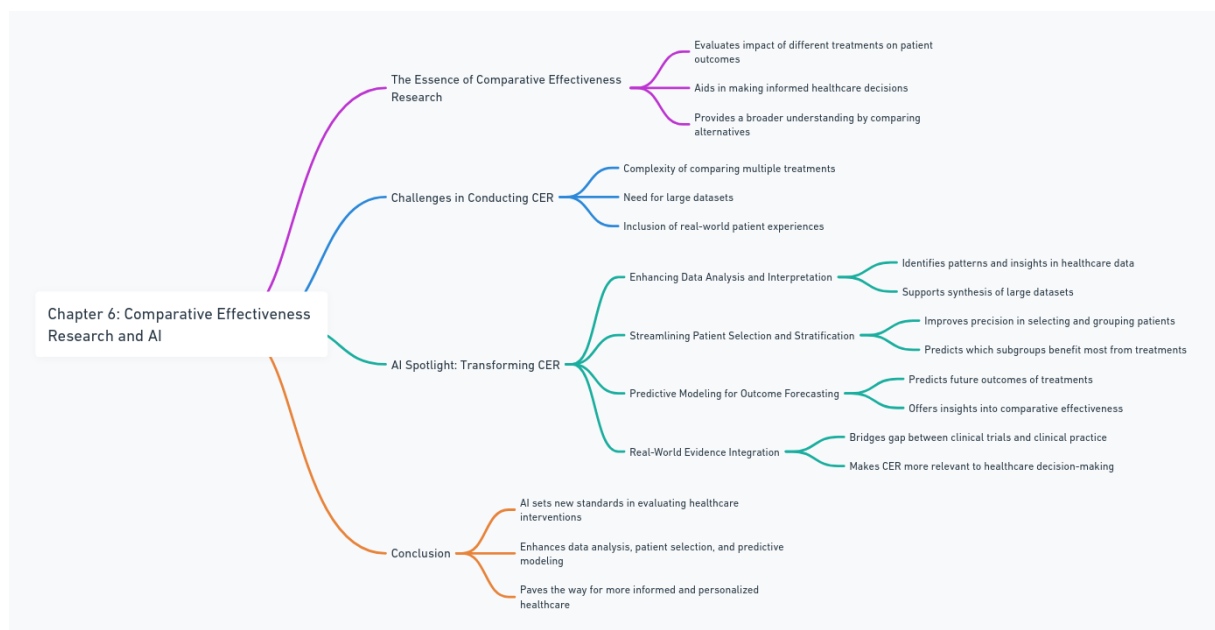 Chapter 6: Comparative Effectiveness
Research and AI
The Essence of Comparative Effectiveness
Research
Evaluates impact of different treatments on patient
outcomes
Aids in making informed healthcare decisions
Provides a broader understanding by comparing
alternatives
Challenges in Conducting CER
Complexity of comparing multiple treatments
Need for large datasets
Inclusion of real-world patient experiences
AI Spotlight: Transforming CER
Enhancing Data Analysis and Interpretation
Identifies patterns and insights in healthcare data
Supports synthesis of large datasets
Streamlining Patient Selection and Stratification
Improves precision in selecting and grouping patients
Predicts which subgroups benefit most from treatments
Predictive Modeling for Outcome Forecasting
Predicts future outcomes of treatments
Offers insights into comparative effectiveness
Real-World Evidence Integration
Bridges gap between clinical trials and clinical practice
Makes CER more relevant to healthcare decision-making
Conclusion
AI sets new standards in evaluating healthcare
interventions
Enhances data analysis, patient selection, and predictive
modeling
Paves the way for more informed and personalized
healthcare